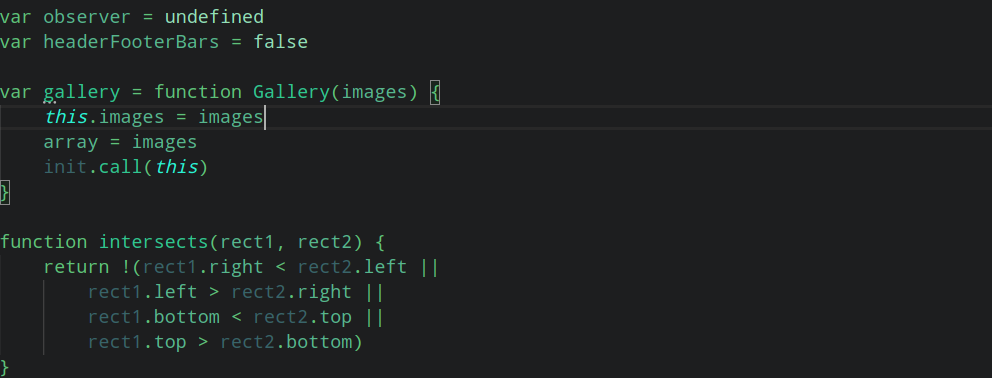 var observer = undefined
var headerFooterBars = false

var gallery = function Gallery(images) {
    this.images = images
    array = images
    init.call(this)
}

function intersects(rect1, rect2) {
    return !(rect1.right < rect2.left ||
        rect1.left > rect2.right ||
        rect1.bottom < rect2.top ||
        rect1.top > rect2.bottom)
}